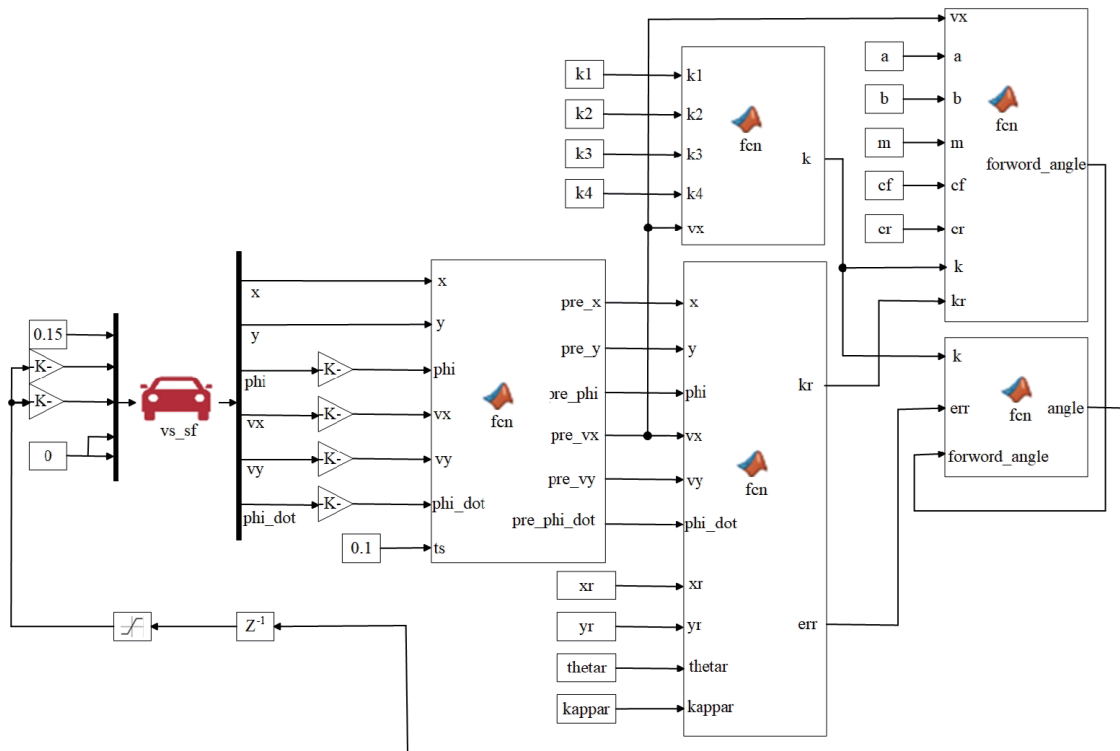 0.15
K-
K-
0
vs_sf
x
y
phi
vx
vy
phi_dot
K-
K-
K-
K-
0.1
x
y
phi
vx
vy
phi_dot
ts
fcn
pre_x
pre_y
pre_phi
pre_vx
pre_vy
pre_phi_dot
k1
k2
k3
k4
k1
k2
k3
k4
vx
fcn
k
xr
yr
thetar
kappar
x
y
phi
vx
vy
phi_dot
xr
yr
thetar
kappar
fcn
kr
err
a
b
m
cf
cr
vx
a
b
m
cf
cr
k
kr
fcn
forword_angle
k
err
forword_angle
fcn
angle
Z-1